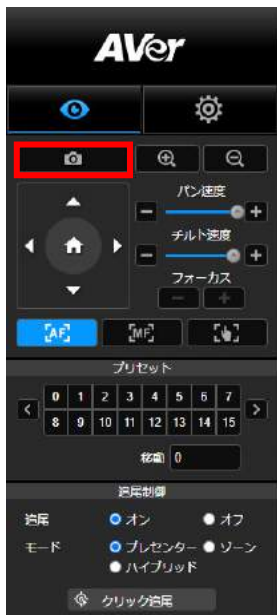 AVer
パン速度
チルト速度
フォーカス
AF
MF
プリセット
0 1 2 3 4 5 6 7
8 9 10 11 12 13 14 15
移動 0
追尾制御
追尾 オン オフ
モード プレゼンター ゾーン
ハイブリッド
クリック追尾